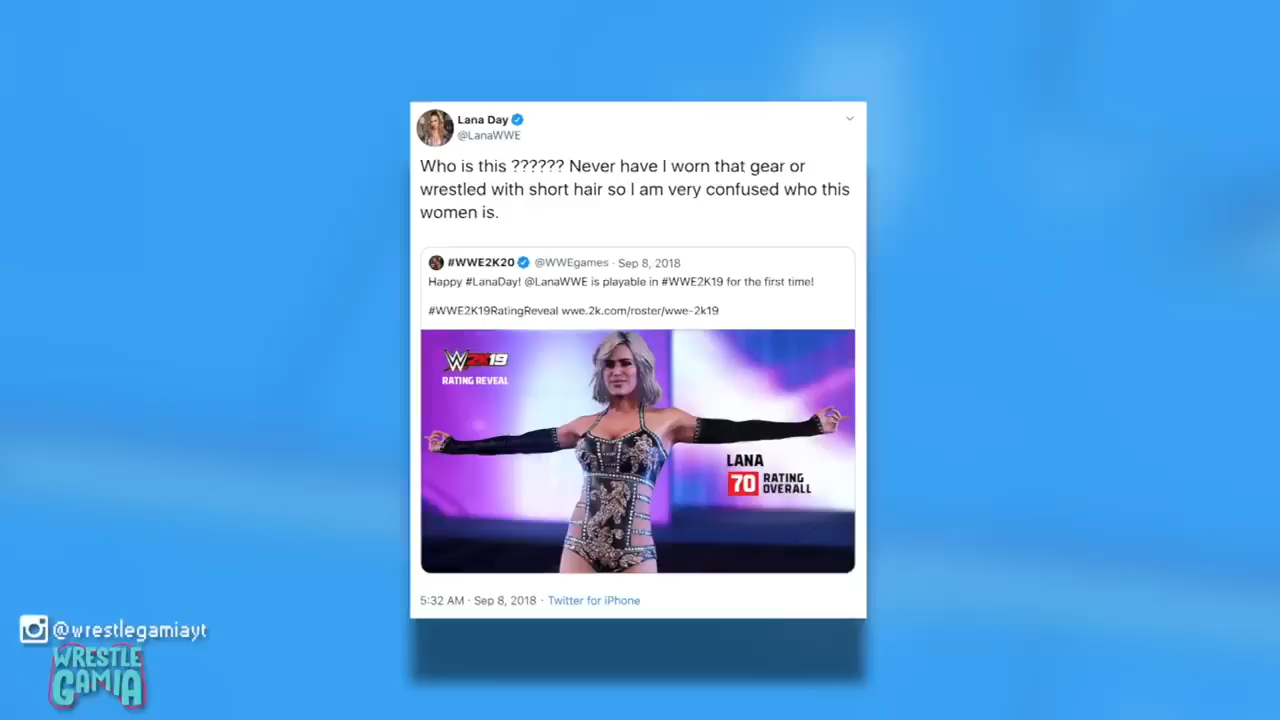 Lana Day
@LanaWWE
Who is this ?????? Never have I worn that gear or
wrestled with short hair so I am very confused who this
women is.
#WWE2K20 @WWEgames · Sep 8, 2018
Happy #LanaDay! @LanaWWE is playable in #WWE2K19 for the first time!
#WWE2K19RatingReveal wwe.2k.com/roster/wwe-2k19
W 2K19
RATING REVEAL
LANA
70 RATING
OVERALL
5:32 AM · Sep 8, 2018 · Twitter for iPhone
@wrestlegamiayt
WRESTLE
GAMIA